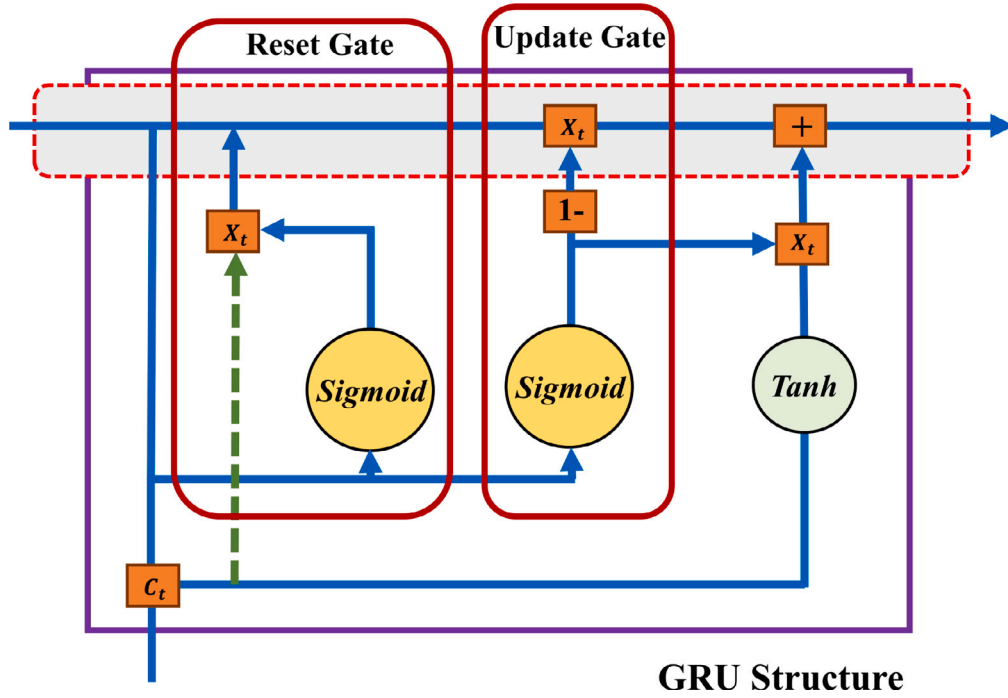 Reset Gate
Update Gate
X_t
+
1-
X_t
X_t
Sigmoid
Sigmoid
Tanh
C_t
GRU Structure